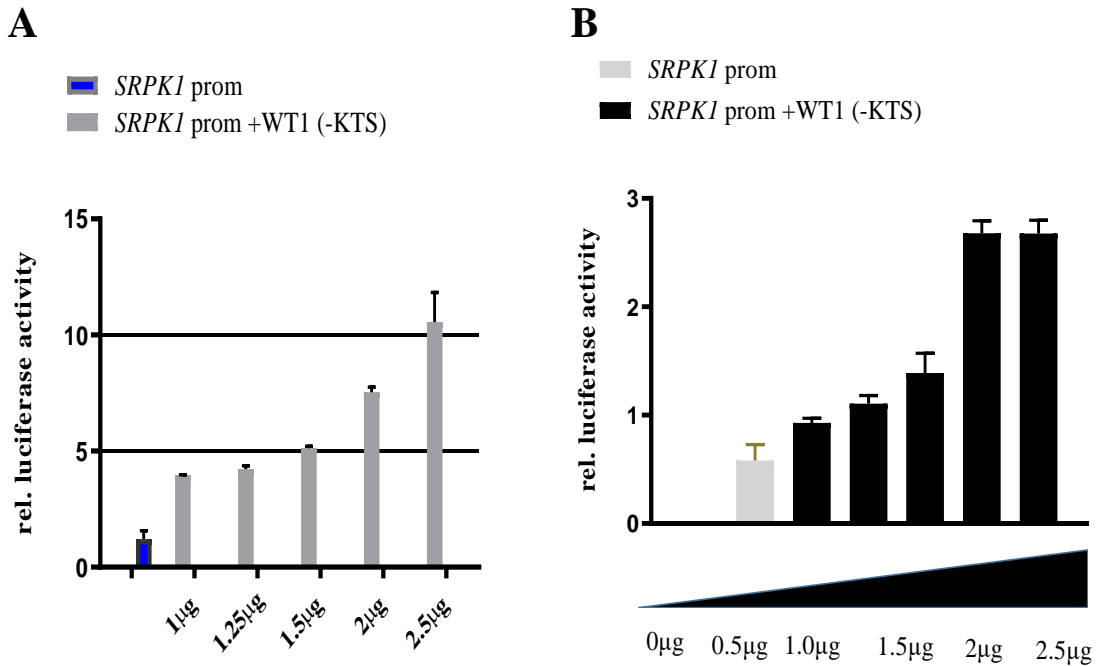 A
SRPK1 prom
SRPK1 prom +WT1 (-KTS)
rel. luciferase activity
15
10
5
0
1µg
1.25µg
1.5µg
2µg
2.5µg
B
SRPK1 prom
SRPK1 prom +WT1 (-KTS)
rel. luciferase activity
3
2
1
0
0µg 0.5µg 1.0µg 1.5µg 2µg 2.5µg